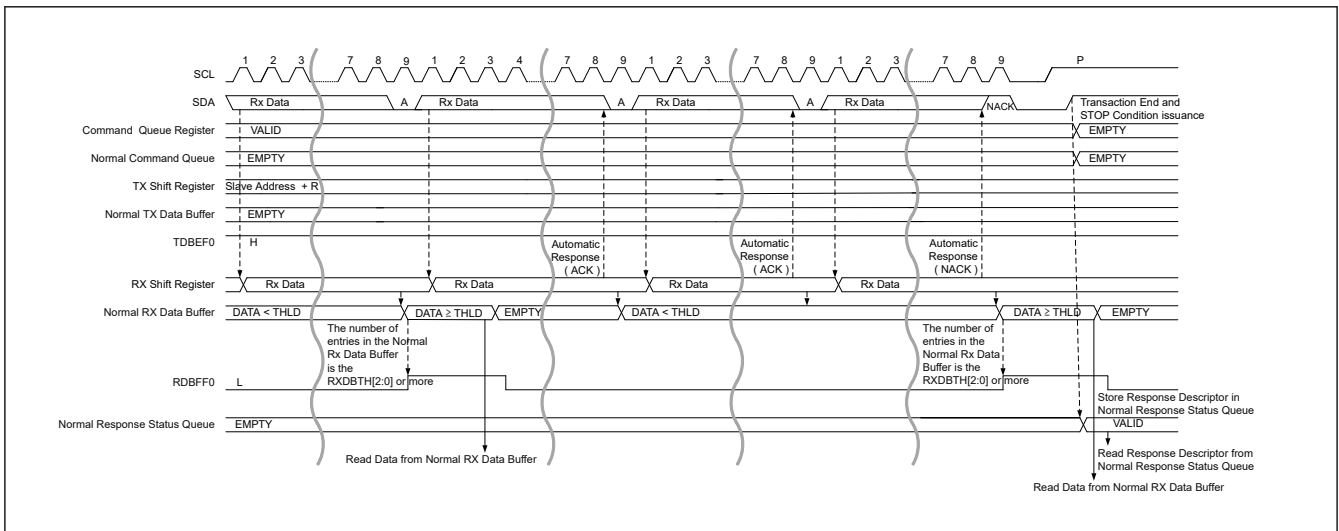 1 2 3 7 8 9 1 2 3 4 7 8 9 1 2 3 7 8 9 1 2 3 7 8 9 P
SCL
SDA Rx Data A Rx Data A Rx Data A Rx Data NACK Transaction End and
STOP Condition issuance
Command Queue Register VALID EMPTY
Normal Command Queue EMPTY EMPTY
TX Shift Register Slave Address + R
Normal TX Data Buffer EMPTY
TDBEF0 H
Automatic
Response
( ACK )
Automatic
Response
( ACK )
Automatic
Response
( NACK )
RX Shift Register Rx Data Rx Data Rx Data Rx Data
Normal RX Data Buffer DATA < THLD DATA ≥ THLD EMPTY DATA < THLD DATA ≥ THLD EMPTY
The number of
entries in the Normal
Rx Data Buffer
is the
RXDBTH[2:0] or more
The number of
entries in the
Normal Rx Data
Buffer is the
RXDBTH[2:0] or more
RDBFF0 L
Store Response Descriptor in
Normal Response Status Queue
Normal Response Status Queue EMPTY VALID
Read Data from Normal RX Data Buffer
Read Response Descriptor from
Normal Response Status Queue
Read Data from Normal RX Data Buffer